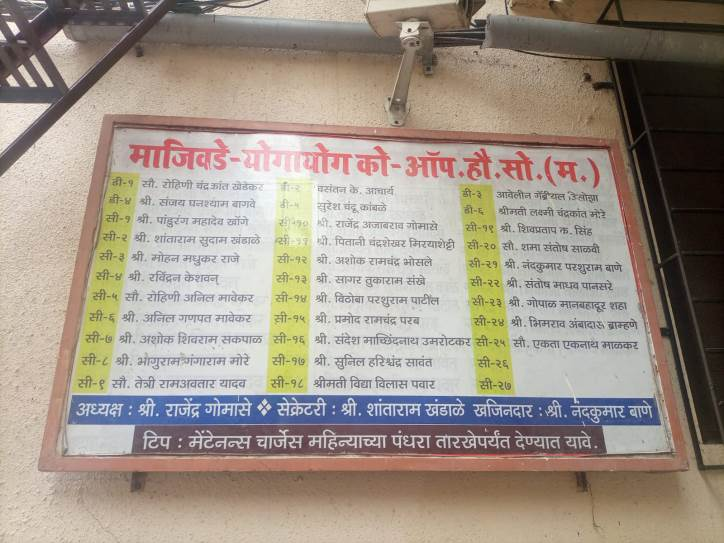 माजिवडे-योगायोग को-ऑप.हौ.सो.(म.)
डी-१ सौ. रोहिणी चंद्रकांत खेडेकर
डी-४ श्री. संजय घनश्याम बागवे
सी-१ श्री. पांडुरंग महादेव खोंगे
सी-२ श्री. शांताराम सुदाम खंडाळे
सी-३ श्री. मोहन मधुकर राजे
सी-४ श्री. रविंद्रन केशवन्
सी-५ सौ. रोहिणी अनिल मावेकर
सी-६ श्री. अनिल गणपत मावेकर
सी-७ श्री. अशोक शिवराम सकपाळ
सी-८ श्री. भागुराम गंगाराम मोरे
सी-९ सौ. तेत्री रामअवतार यादव
डी-२ वसंतन के. आचार्य
डी-५ सुरेश चंदू कांबळे
सी-१० श्री. राजेंद्र अजाबराव गोमासे
सी-११ श्री. पितानी चंद्रशेखर मिरयाशेट्टी
सी-१२ श्री. अशोक रामचंद्र भोसले
सी-१३ श्री. सागर तुकाराम संखे
सी-१४ श्री. विठोबा परशुराम पाटील
सी-१५ श्री. प्रमोद रामचंद्र परब
सी-१६ श्री. संदेश माच्छिंद्रनाथ उमरोटकर
सी-१७ श्री. सुनिल हरिश्चंद्र सावंत
सी-१८ श्रीमती विद्या विलास पवार
डी-३ आवेलीन गॅब्रीयल
डी-६ श्रीमती लक्ष्मी चंद्रकांत मोरे
सी-१९ श्री. शिवप्रताप क. सिंह
सी-२० सौ. शमा संतोष साळवी
सी-२१ श्री. नंदकुमार परशुराम बाणे
सी-२२ श्री. संतोष माधव पानसरे
सी-२३ श्री. गोपाळ मानबहादूर शहा
सी-२४ श्री. भिमराव अंबादास ब्राम्हणे
सी-२५ सौ. एकता एकनाथ माळकर
सी-२६
सी-२७
अध्यक्ष : श्री. राजेंद्र गोमासे ❖ सेक्रेटरी : श्री. शांताराम खंडाळे खजिनदार : श्री. नंदकुमार बाणे
टिप : मेंटेनन्स चार्जेस महिन्याच्या पंधरा तारखेपर्यंत देण्यात यावे.